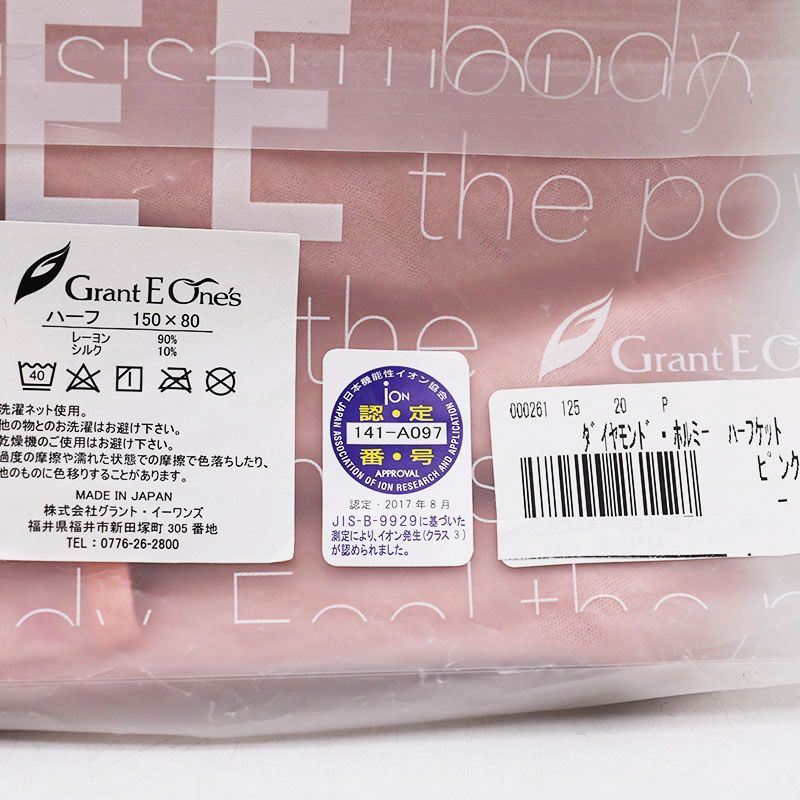 EE
body
the po
the
Grant E One's
ハーフ 150×80
レーヨン 90%
シルク 10%
40
洗濯ネット使用。
他の物とのお洗濯はお避け下さい。
乾燥機のご使用はお避け下さい。
過度の摩擦や濡れた状態での摩擦で色落ちしたり、
他のものに色移りすることがあります。
MADE IN JAPAN
株式会社グラント・イーワンズ
福井県福井市新田塚町 305 番地
TEL : 0776-26-2800
日本機能性イオン協会
iON
認・定
141-A097
番・号
APPROVAL
JAPAN ASSOCIATION OF ION RESEARCH AND APPLICATION
認定・2017年8月
JIS-B-9929に基づいた
測定により、イオン発生(クラス3)
が認められました。
Grant E On
000261 125 20 P
ダイヤモンド・ホルミー ハーフケット
ピンク
dy Feel the